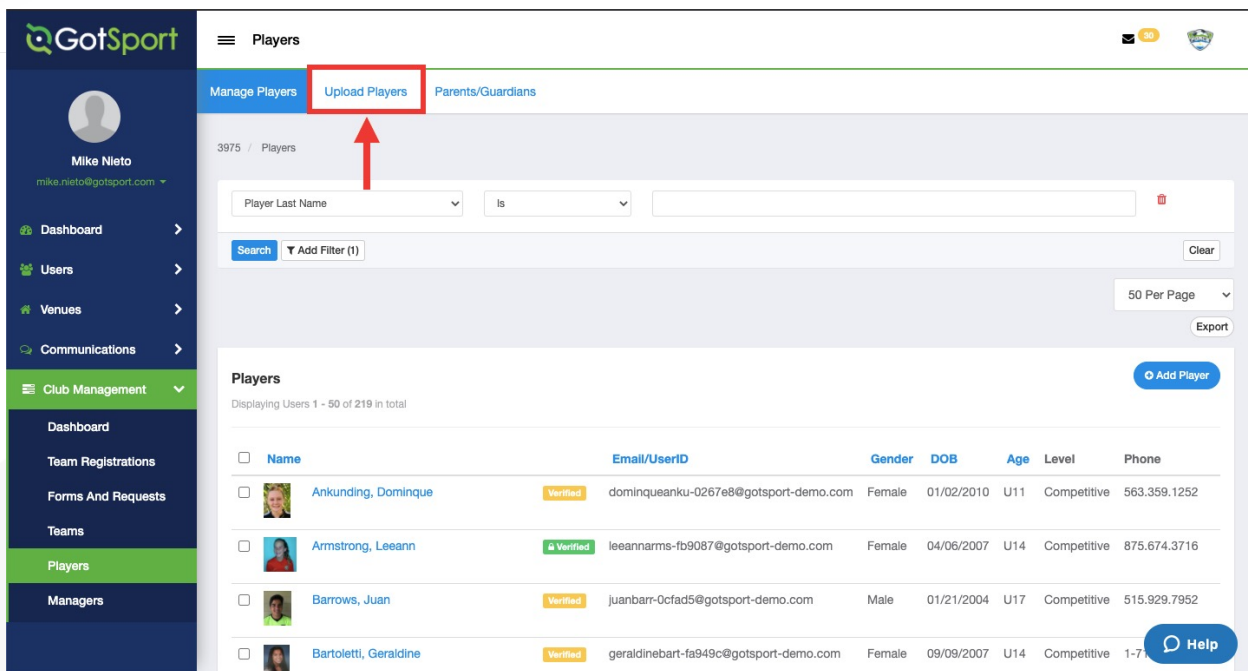 GotSport
Players
30
Mike Nieto
mike.nieto@gotsport.com
Dashboard
Users
Venues
Communications
Club Management
Dashboard
Team Registrations
Forms And Requests
Teams
Players
Managers
Manage Players Upload Players Parents/Guardians
3975 / Players
Player Last Name Is
Search Add Filter (1) Clear
50 Per Page
Export
Players
Add Player
Displaying Users 1 - 50 of 219 in total
Name Email/UserID Gender DOB Age Level Phone
Ankunding, Dominque Verified dominqueanku-0267e8@gotsport-demo.com Female 01/02/2010 U11 Competitive 563.359.1252
Armstrong, Leeann Verified leeannarms-fb9087@gotsport-demo.com Female 04/06/2007 U14 Competitive 875.674.3716
Barrows, Juan Verified juanbarr-0cfad5@gotsport-demo.com Male 01/21/2004 U17 Competitive 515.929.7952
Bartoletti, Geraldine Verified geraldinebart-fa949c@gotsport-demo.com Female 09/09/2007 U14 Competitive 1-71
Help